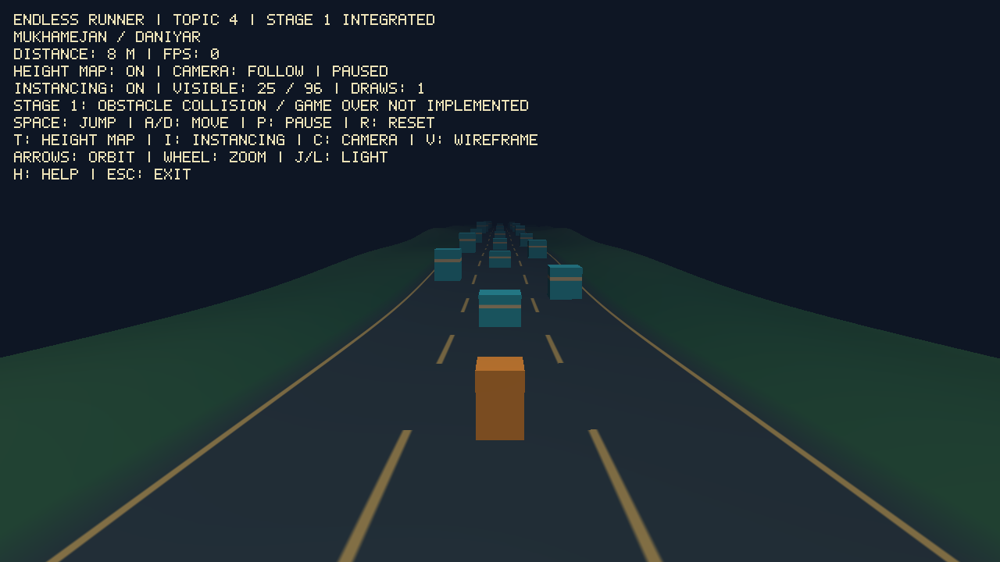 ENDLESS RUNNER | TOPIC 4 | STAGE 1 INTEGRATED
MUKHAMEJAN / DANIYAR
DISTANCE: 8 M | FPS: 0
HEIGHT MAP: ON | CAMERA: FOLLOW | PAUSED
INSTANCING: ON | VISIBLE: 25 / 96 | DRAWS: 1
STAGE 1: OBSTACLE COLLISION / GAME OVER NOT IMPLEMENTED
SPACE: JUMP | A/D: MOVE | P: PAUSE | R: RESET
T: HEIGHT MAP | I: INSTANCING | C: CAMERA | V: WIREFRAME
ARROWS: ORBIT | WHEEL: ZOOM | J/L: LIGHT
H: HELP | ESC: EXIT